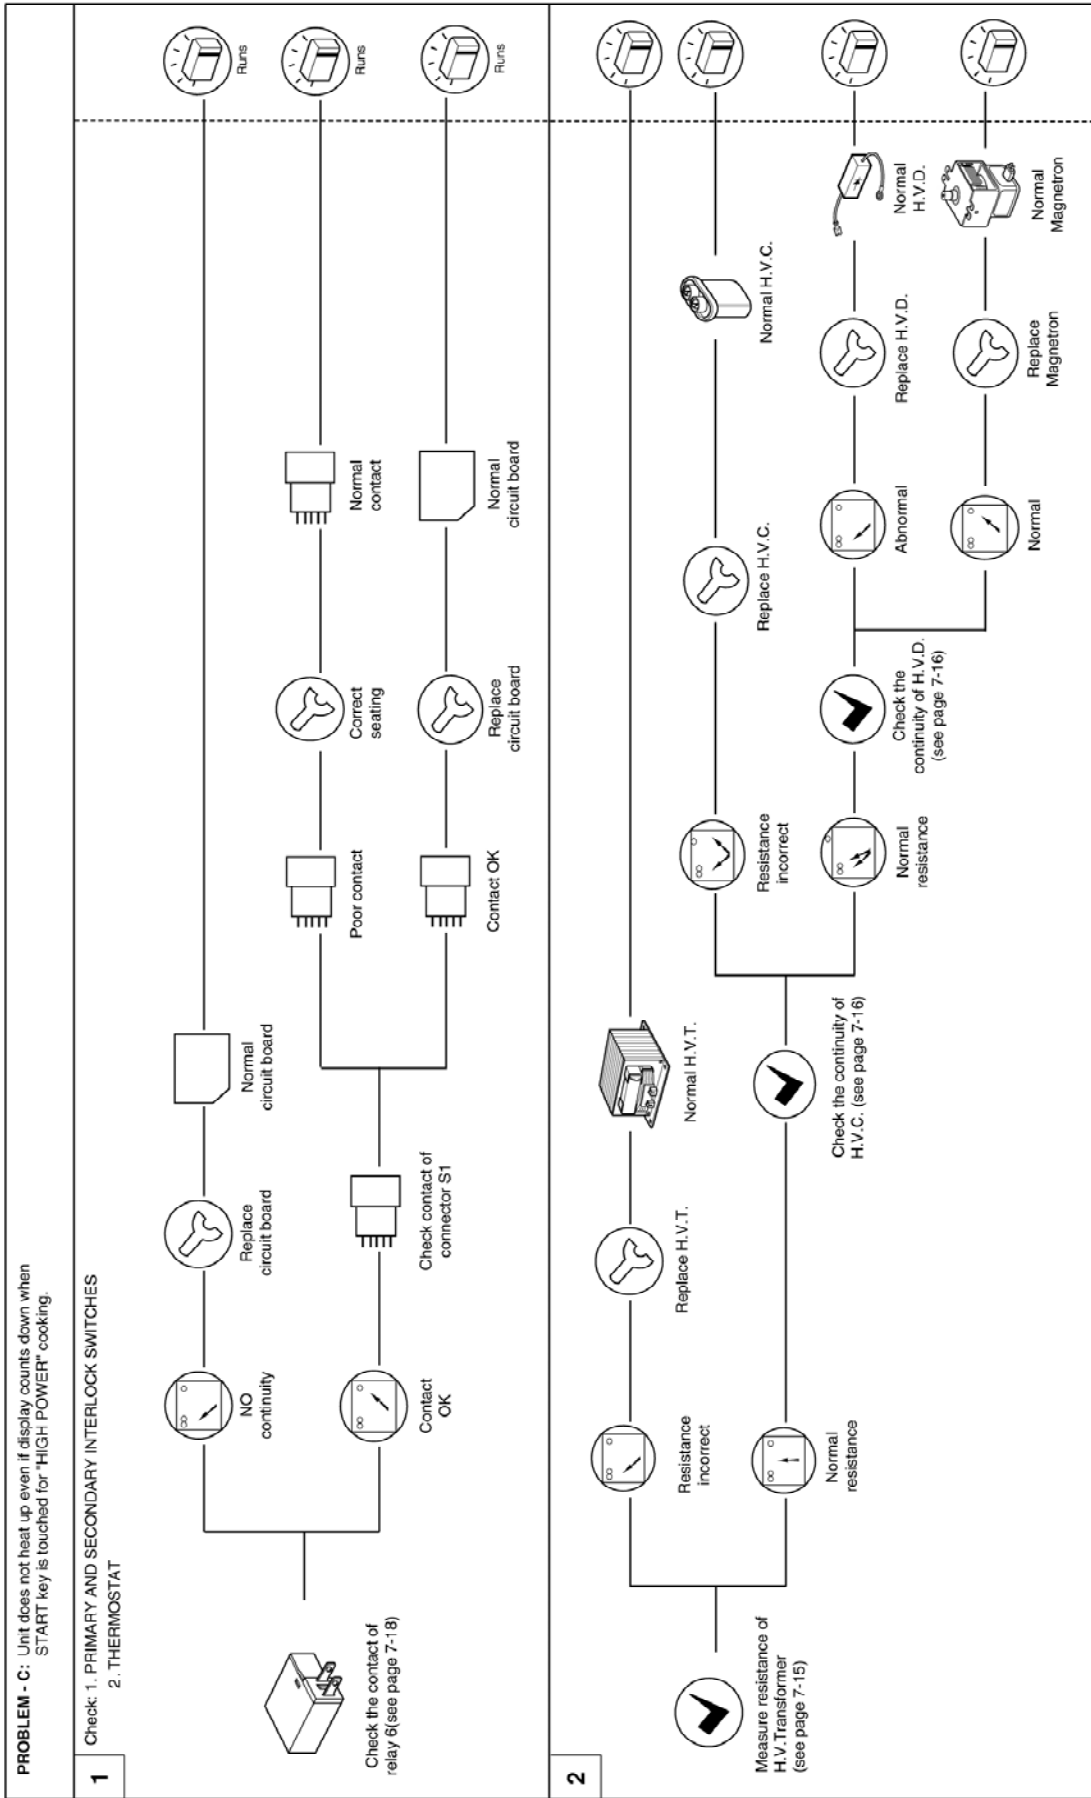 PROBLEM - C: Unit does not heat up even if display counts down when
START key is touched for "HIGH POWER" cooking.
1
Check: 1. PRIMARY AND SECONDARY INTERLOCK SWITCHES
2. THERMOSTAT
Check the contact of
relay 6(see page 7-18)
NO
continuity
Replace
circuit board
Normal
circuit board
Runs
Contact
OK
Check contact of
connector S1
Poor contact
Correct
seating
Normal
contact
Runs
Contact OK
Replace
circuit board
Normal
circuit board
Runs
2
Measure resistance of
H.V.Transformer
(see page 7-15)
Resistance
incorrect
Replace H.V.T.
Normal H.V.T.
Normal
resistance
Check the continuity of
H.V.C. (see page 7-16)
Resistance
incorrect
Replace H.V.C.
Normal H.V.C.
Normal
resistance
Check the
continuity of H.V.D.
(see page 7-16)
Abnormal
Replace H.V.D.
Normal
H.V.D.
Normal
Replace
Magnetron
Normal
Magnetron